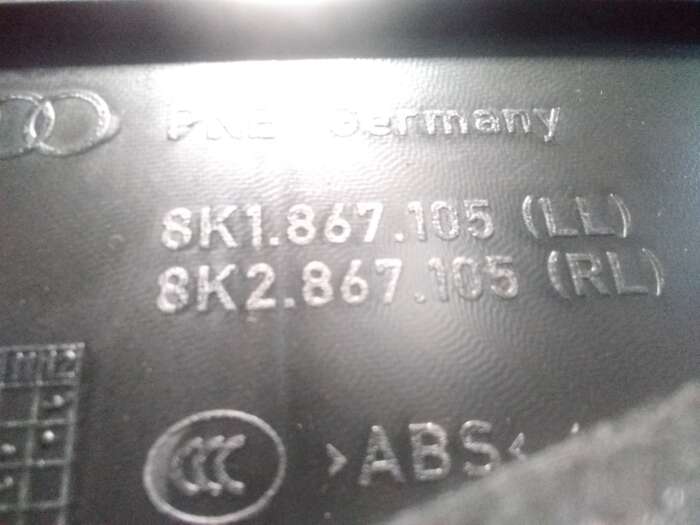 Germany
8K1.867.105 (LL)
8K2.867.105 (RL)
CCC >ABS<